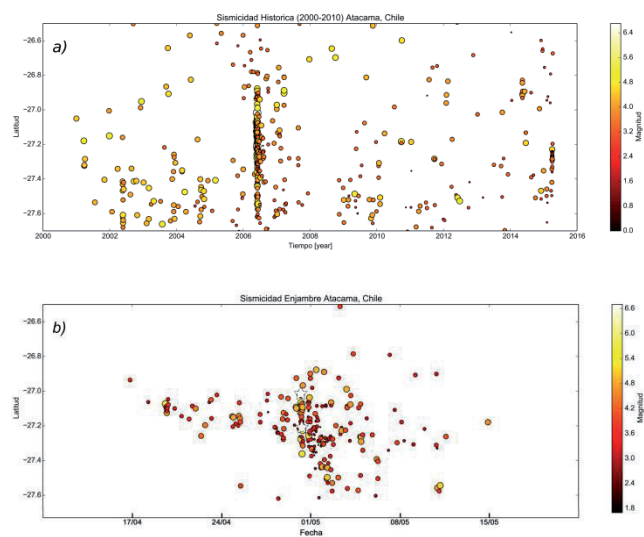 Sismicidad Historica (2000-2010) Atacama, Chile
a)
−26.6
−26.8
−27.0
−27.2
−27.4
−27.6
Latitud
2000 2002 2004 2006 2008 2010 2012 2014 2016
Tiempo [year]
6.4
5.6
4.8
4.0
3.2
2.4
1.6
0.8
0.0
Magnitud
Sismicidad Enjambre Atacama, Chile
b)
−26.6
−26.8
−27.0
−27.2
−27.4
−27.6
Latitud
17/04 24/04 01/05 08/05 15/05
Fecha
6.6
6.0
5.4
4.8
4.2
3.6
3.0
2.4
1.8
Magnitud